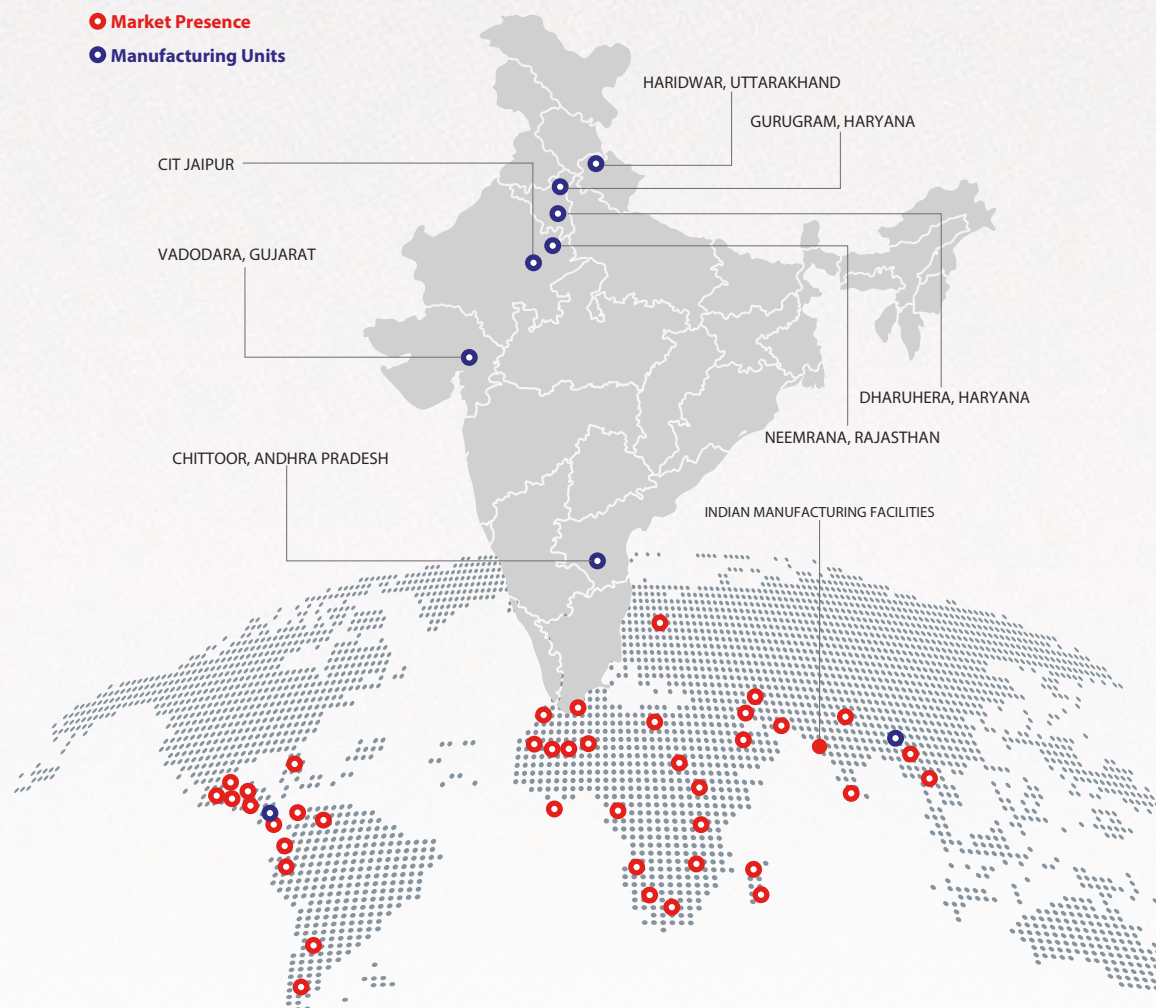 Market Presence
Manufacturing Units
HARIDWAR, UTTARAKHAND
GURUGRAM, HARYANA
CIT JAIPUR
VADODARA, GUJARAT
DHARUHERA, HARYANA
NEEMRANA, RAJASTHAN
CHITTOOR, ANDHRA PRADESH
INDIAN MANUFACTURING FACILITIES